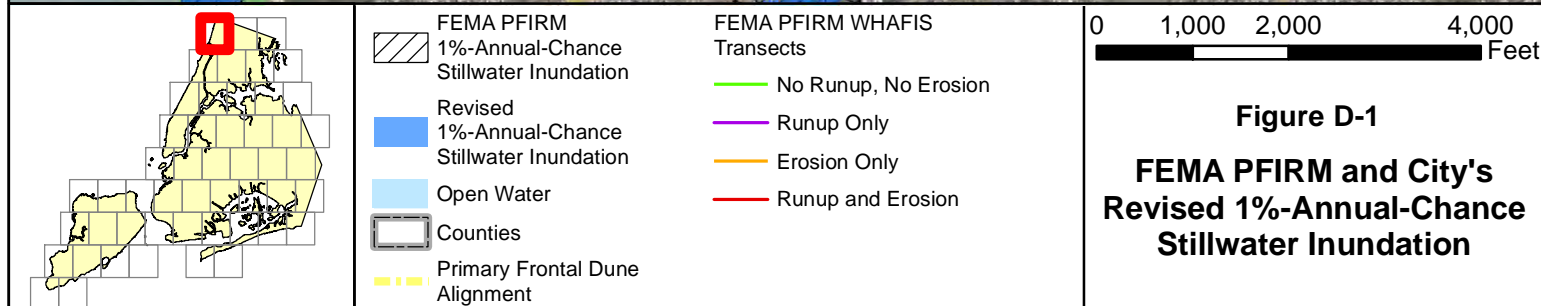 FEMA PFIRM
1%-Annual-Chance
Stillwater Inundation
Revised
1%-Annual-Chance
Stillwater Inundation
Open Water
Counties
Primary Frontal Dune
Alignment
FEMA PFIRM WHAFIS
Transects
No Runup, No Erosion
Runup Only
Erosion Only
Runup and Erosion
0 1,000 2,000 4,000
Feet
Figure D-1
FEMA PFIRM and City's
Revised 1%-Annual-Chance
Stillwater Inundation